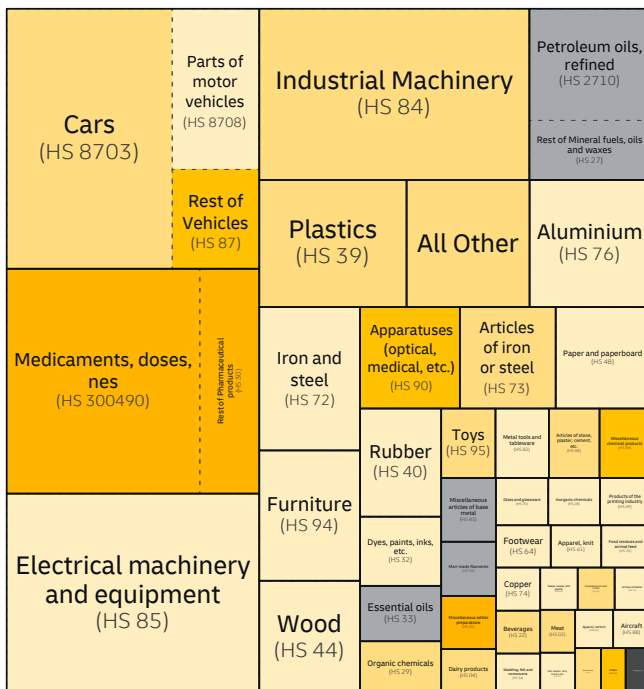 Cars
(HS 8703)
Parts of
motor
vehicles
(HS 8708)
Rest of
Vehicles
(HS 87)
Industrial Machinery
(HS 84)
Petroleum oils,
refined
(HS 2710)
Rest of Mineral fuels, oils
and waxes
(HS 27)
Plastics
(HS 39)
All Other
Aluminium
(HS 76)
Medicaments, doses,
nes
(HS 300490)
Rest of Pharmaceutical
products
(HS 30)
Iron and
steel
(HS 72)
Apparatuses
(optical,
medical, etc.)
(HS 90)
Articles
of iron
or steel
(HS 73)
Paper and paperboard
(HS 48)
Rubber
(HS 40)
Toys
(HS 95)
Metal tools and
tableware
(HS 82)
Articles of stone,
plaster, cement,
etc.
(HS 68)
Miscellaneous
chemical products
(HS 38)
Furniture
(HS 94)
Miscellaneous
articles of base
metal
(HS 83)
Glass and glassware
(HS 70)
Inorganic chemicals
(HS 28)
Products of the
printing industry
(HS 49)
Electrical machinery
and equipment
(HS 85)
Dyes, paints, inks,
etc.
(HS 32)
Man-made filaments
Footwear
(HS 64)
Apparel, knit
(HS 61)
Food residues and
animal feed
(HS 23)
Wood
(HS 44)
Essential oils
(HS 33)
Copper
(HS 74)
Miscellaneous edible
preparations
Beverages
(HS 22)
Meat
(HS 02)
Aircraft
(HS 88)
Organic chemicals
(HS 29)
Dairy products
(HS 04)
Wadding, felt and
nonwovens